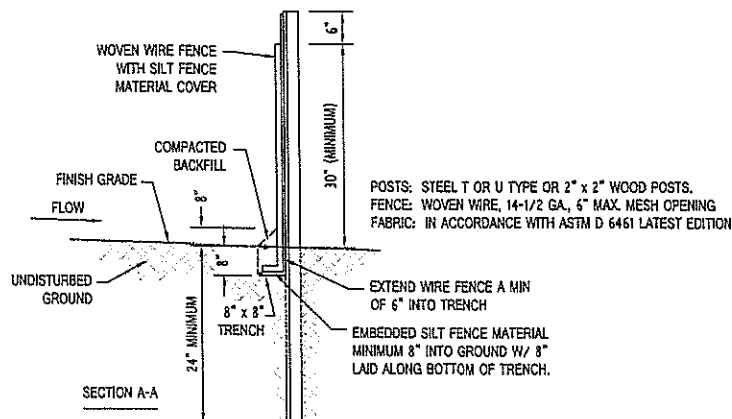 6"
WOVEN WIRE FENCE
WITH SILT FENCE
MATERIAL COVER
30" (MINIMUM)
COMPACTED
BACKFILL
FINISH GRADE
8"
FLOW
POSTS: STEEL T OR U TYPE OR 2" x 2" WOOD POSTS.
FENCE: WOVEN WIRE, 14-1/2 GA., 6" MAX. MESH OPENING
FABRIC: IN ACCORDANCE WITH ASTM D 6461 LATEST EDITION
UNDISTURBED
GROUND
8"
8" x 8"
TRENCH
EXTEND WIRE FENCE A MIN
OF 6" INTO TRENCH
24" MINIMUM
EMBEDDED SILT FENCE MATERIAL
MINIMUM 8" INTO GROUND W/ 8"
LAID ALONG BOTTOM OF TRENCH.
SECTION A-A